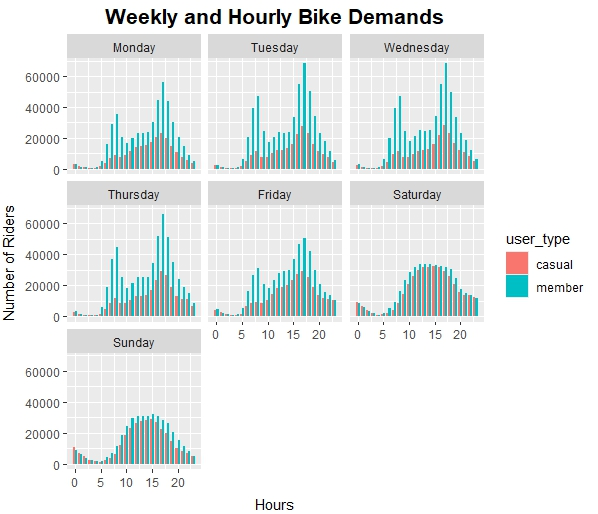 Weekly and Hourly Bike Demands
Monday Tuesday Wednesday
60000
40000
20000
0
Thursday Friday Saturday
60000
40000
20000
0
0 5 10 15 20 0 5 10 15 20
Sunday
60000
40000
20000
0
0 5 10 15 20
Number of Riders
Hours
user_type
casual
member